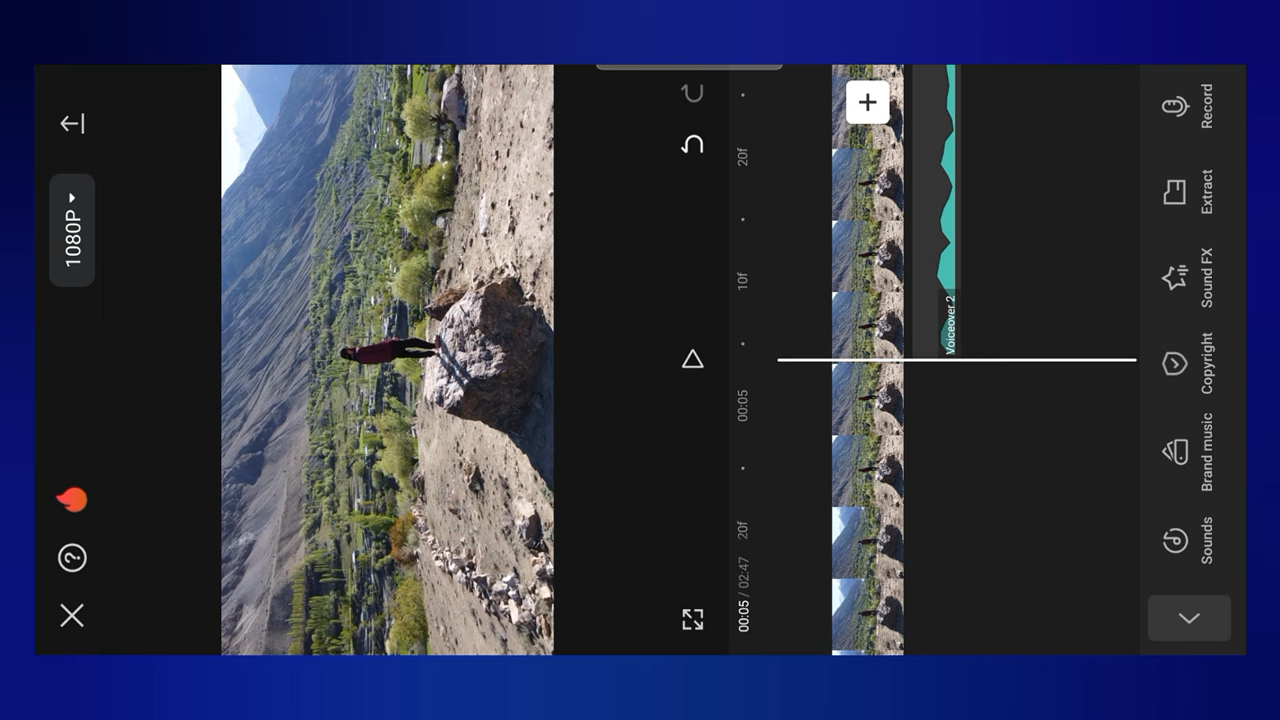 1080P
00:05 / 02:47
20f
00:05
10f
20f
Voiceover 2
Sounds
Brand music
Copyright
Sound FX
Extract
Record